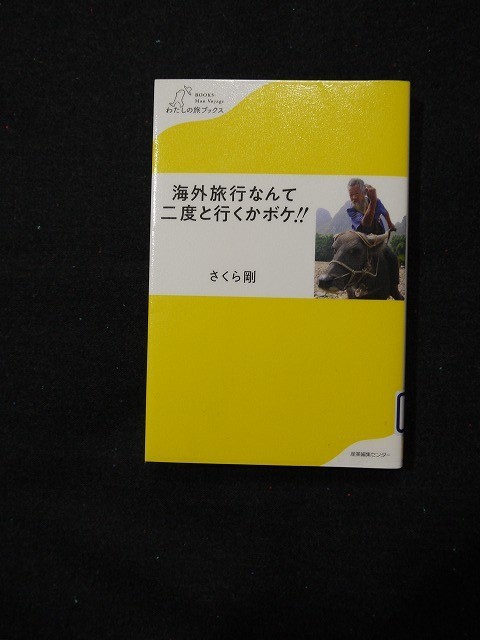 BOOKS
Mon Voyage
わたしの旅ブックス
海外旅行なんて
二度と行くかボケ!!
さくら剛
産業編集センター